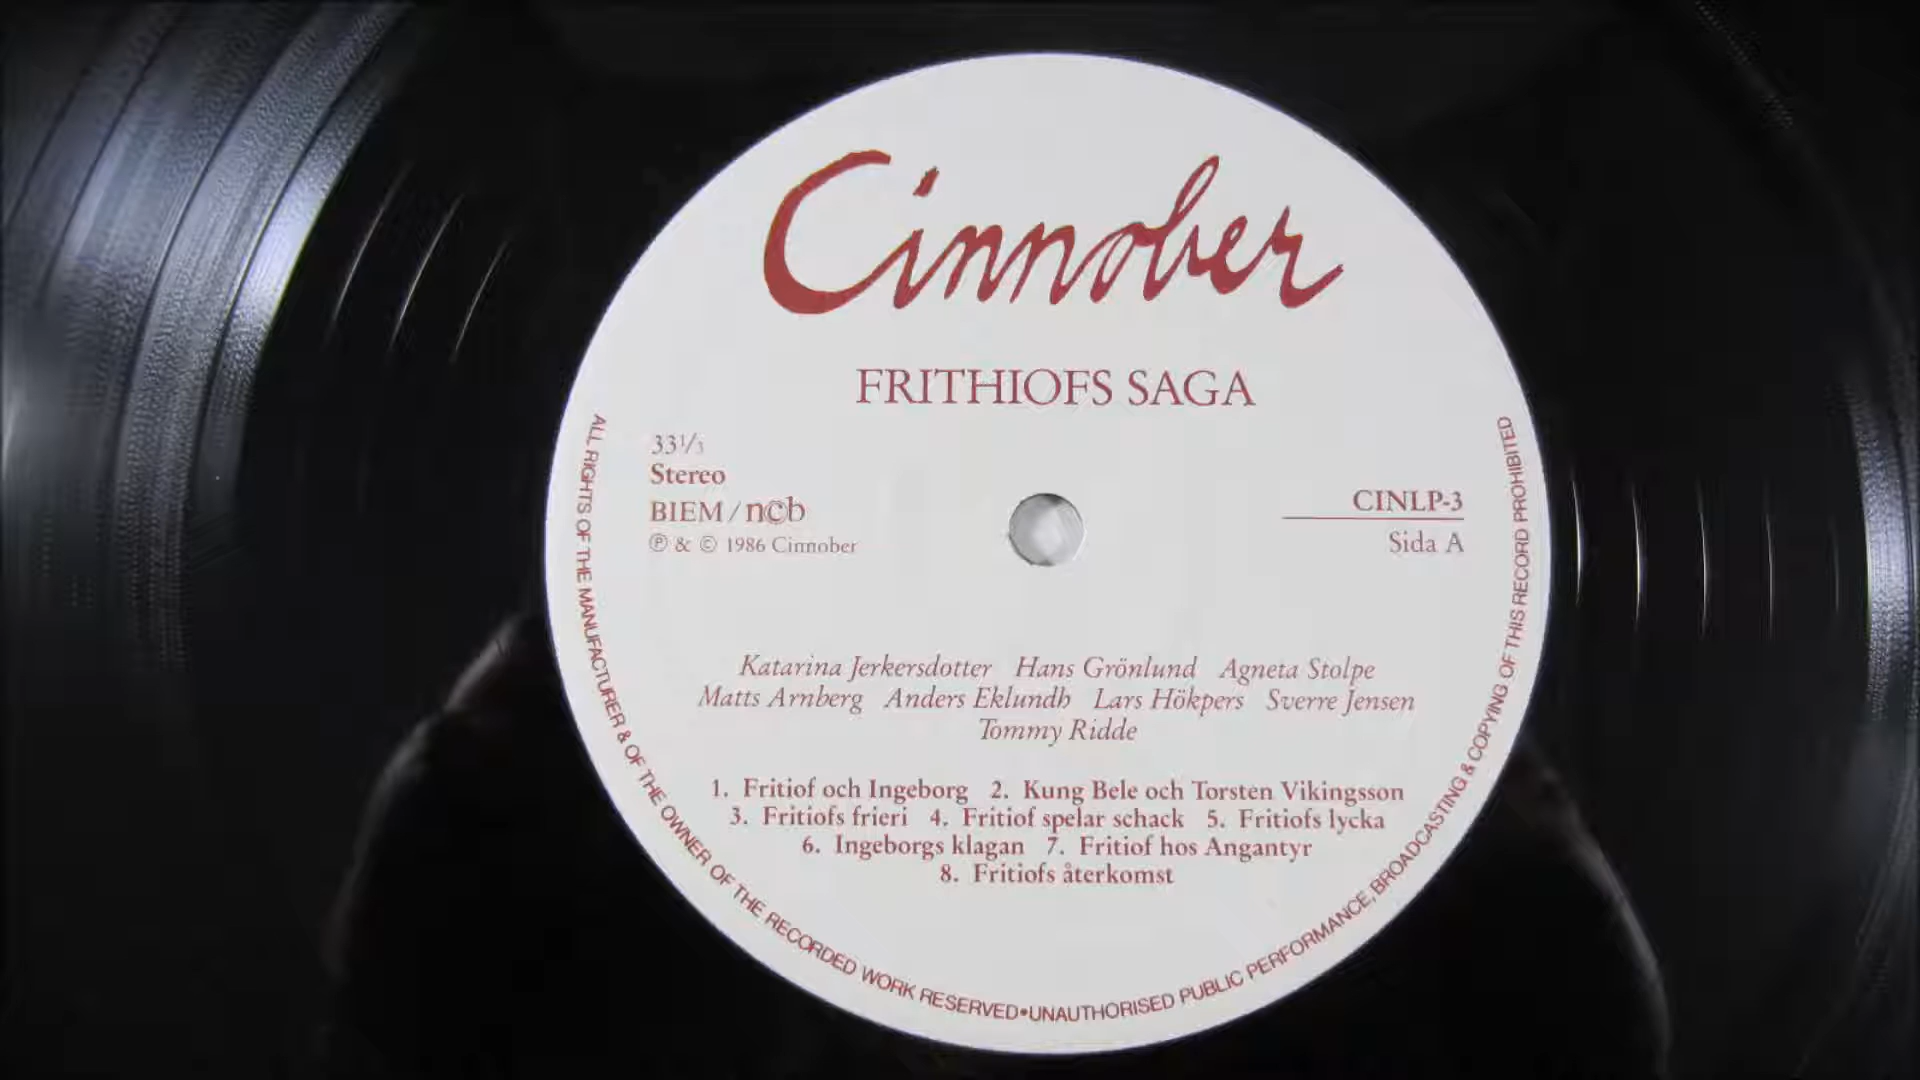 Cinnober
FRITHIOFS SAGA
33⅓
Stereo
BIEM/ncb
Ⓟ & © 1986 Cinnober
CINLP-3
Sida A
Katarina Jerkersdotter Hans Grönlund Agneta Stolpe
Matts Arnberg Anders Eklundh Lars Hökpers Sverre Jensen
Tommy Ridde
1. Fritiof och Ingeborg 2. Kung Bele och Torsten Vikingsson
3. Fritiofs frieri 4. Fritiof spelar schack 5. Fritiofs lycka
6. Ingeborgs klagan 7. Fritiof hos Angantyr
8. Fritiofs återkomst
ALL RIGHTS OF THE MANUFACTURER & OF THE OWNER OF THE RECORDED WORK RESERVED•UNAUTHORISED PUBLIC PERFORMANCE, BROADCASTING & COPYING OF THIS RECORD PROHIBITED